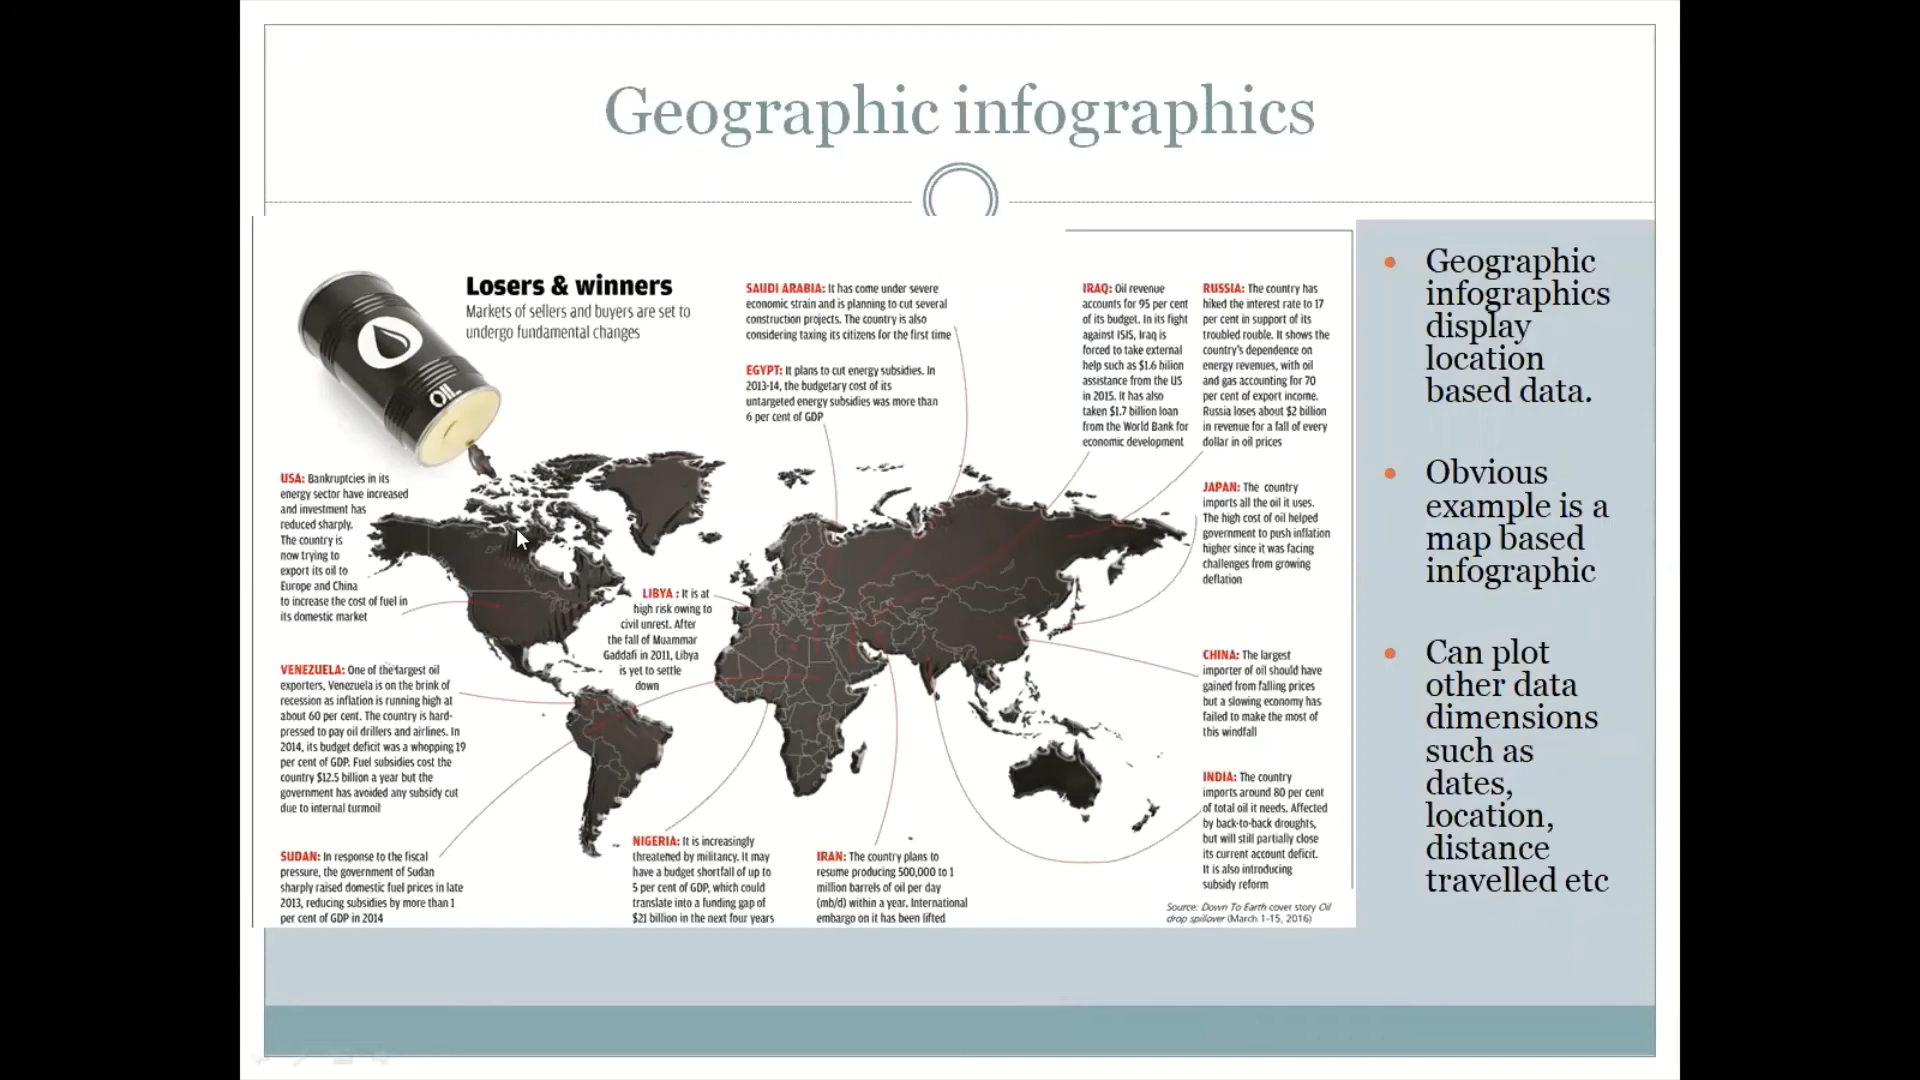 Geographic infographics
Losers & winners
Markets of sellers and buyers are set to
undergo fundamental changes
OIL
SAUDI ARABIA: It has come under severe
economic strain and is planning to cut several
construction projects. The country is also
considering taxing its citizens for the first time
EGYPT: It plans to cut energy subsidies. In
2013-14, the budgetary cost of its
untargeted energy subsidies was more than
6 per cent of GDP
IRAQ: Oil revenue
accounts for 95 per cent
of its budget. In its fight
against ISIS, Iraq is
forced to take external
help such as $1.6 bilion
assistance from the US
in 2015. It has also
taken $1.7 billion loan
from the World Bank for
economic development
RUSSIA: The country has
hiked the interest rate to 17
per cent in support of its
troubled rouble. It shows the
country's dependence on
energy revenues, with oil
and gas accounting for 70
per cent of export income.
Russia loses about $2 billion
in revenue for a fall of every
dollar in oil prices
USA: Bankruptcies in its
energy sector have increased
and investment has
reduced sharply.
The country is
now trying to
export its oil to
Europe and China
to increase the cost of fuel in
its domestic market
LIBYA : It is at
high risk owing to
civil unrest. After
the fall of Muammar
Gaddafi in 2011, Libya
is yet to settle
down
JAPAN: The country
imports all the oil it uses.
The high cost of oil helped
government to push inflation
higher since it was facing
challenges from growing
deflation
VENEZUELA: One of the largest oil
exporters, Venezuela is on the brink of
recession as inflation is running high at
about 60 per cent. The country is hard-
pressed to pay oil drillers and airlines. In
2014, its budget deficit was a whopping 19
per cent of GDP. Fuel subsidies cost the
country $12.5 billion a year but the
government has avoided any subsidy cut
due to internal turmoil
CHINA: The largest
importer of oil should have
gained from falling prices
but a slowing economy has
failed to make the most of
this windfall
INDIA: The country
imports around 80 per cent
of total oil it needs. Affected
by back-to-back droughts,
but will still partially close
its current account deficit.
It is also introducing
subsidy reform
SUDAN: In response to the fiscal
pressure, the government of Sudan
sharply raised domestic fuel prices in late
2013, reducing subsidies by more than 1
per cent of GDP in 2014
NIGERIA: It is increasingly
threatened by militancy. It may
have a budget shortfall of up to
5 per cent of GDP, which could
translate into a funding gap of
$21 billion in the next four years
IRAN: The country plans to
resume producing 500,000 to 1
million barrels of oil per day
(mb/d) within a year. International
embargo on it has been lifted
Source: Down To Earth cover story Oil
drop spillover (March 1-15, 2016)
• Geographic
infographics
display
location
based data.
• Obvious
example is a
map based
infographic
• Can plot
other data
dimensions
such as
dates,
location,
distance
travelled etc